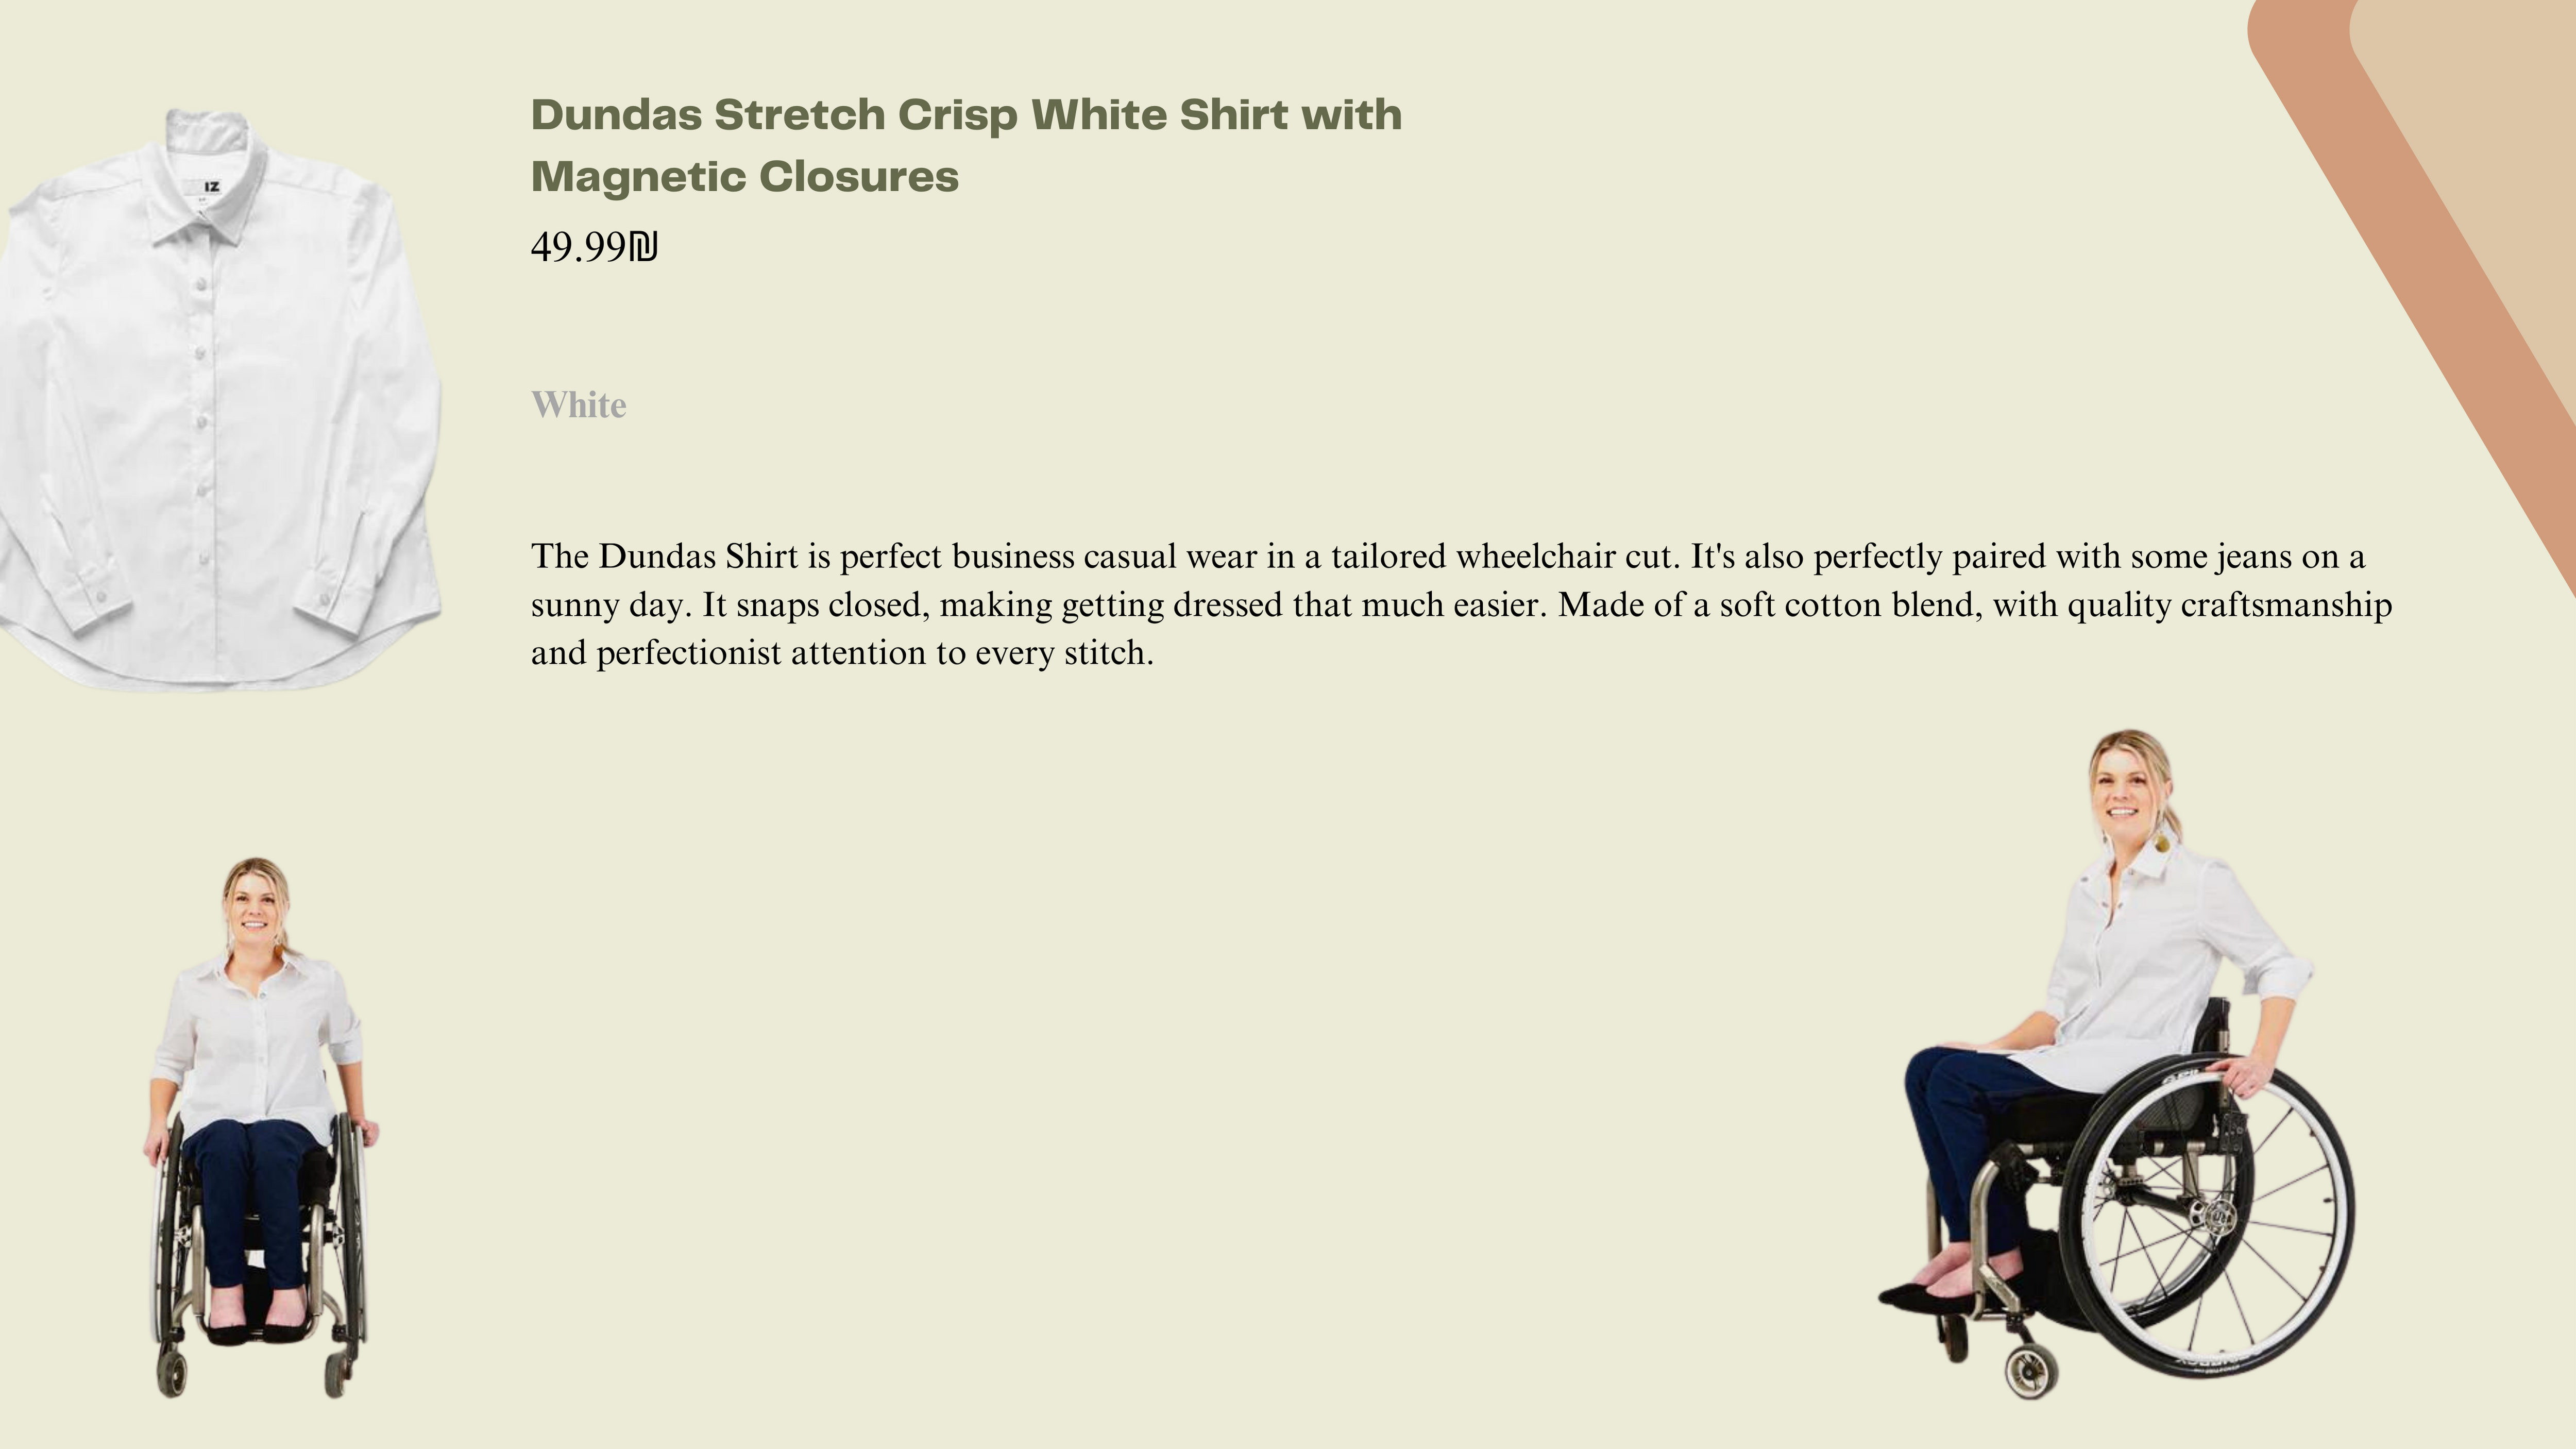 IZ
Dundas Stretch Crisp White Shirt with
Magnetic Closures
49.99₪
White
The Dundas Shirt is perfect business casual wear in a tailored wheelchair cut. It's also perfectly paired with some jeans on a
sunny day. It snaps closed, making getting dressed that much easier. Made of a soft cotton blend, with quality craftsmanship
and perfectionist attention to every stitch.